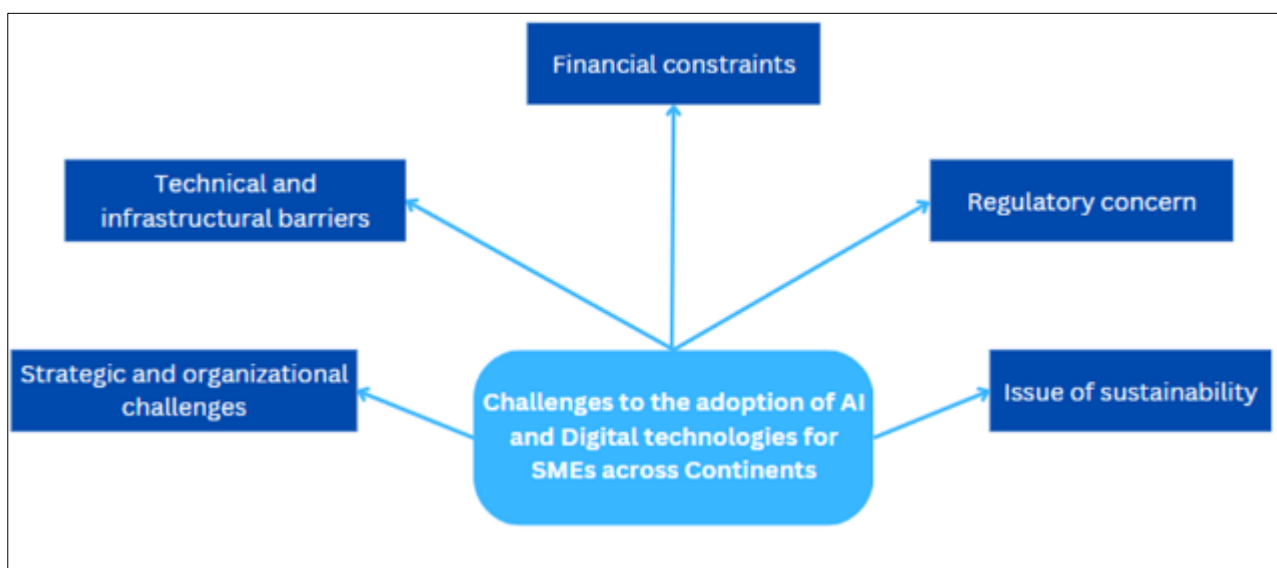 Financial constraints
Technical and
infrastructural barriers
Regulatory concern
Strategic and organizational
challenges
Challenges to the adoption of AI
and Digital technologies for
SMEs across Continents
Issue of sustainability